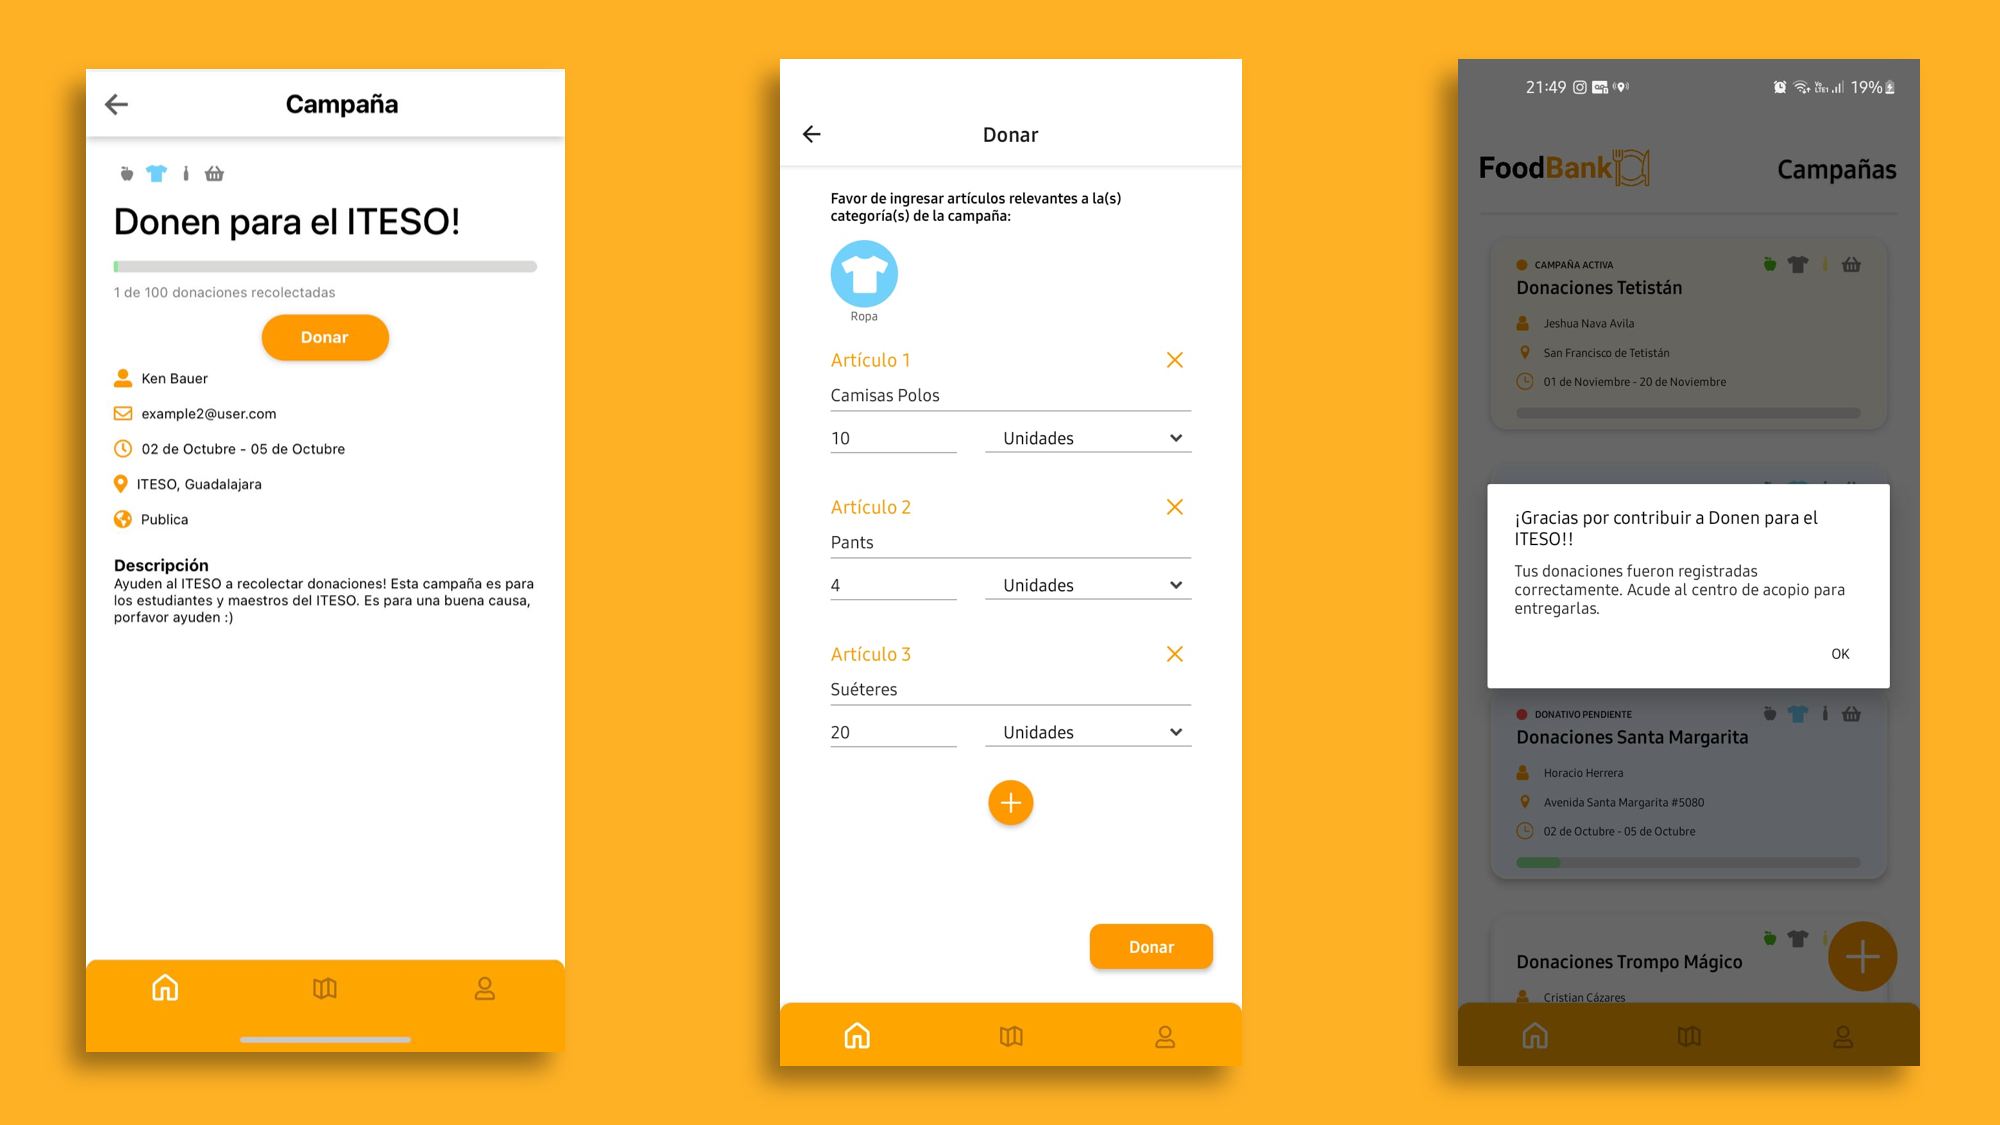 Campaña
Donen para el ITESO!
1 de 100 donaciones recolectadas
Donar
Ken Bauer
example2@user.com
02 de Octubre - 05 de Octubre
ITESO, Guadalajara
Publica
Descripción
Ayuden al ITESO a recolectar donaciones! Esta campaña es para
los estudiantes y maestros del ITESO. Es para una buena causa,
porfavor ayuden :)
Donar
Favor de ingresar artículos relevantes a la(s)
categoría(s) de la campaña:
Ropa
Artículo 1
Camisas Polos
10 Unidades
Artículo 2
Pants
4 Unidades
Artículo 3
Suéteres
20 Unidades
Donar
21:49 19%
FoodBank Campañas
CAMPAÑA ACTIVA
Donaciones Tetistán
Jeshua Nava Avila
San Francisco de Tetistán
01 de Noviembre - 20 de Noviembre
¡Gracias por contribuir a Donen para el
ITESO!!
Tus donaciones fueron registradas
correctamente. Acude al centro de acopio para
entregarlas.
OK
DONATIVO PENDIENTE
Donaciones Santa Margarita
Horacio Herrera
Avenida Santa Margarita #5080
02 de Octubre - 05 de Octubre
Donaciones Trompo Mágico
Cristian Cázares